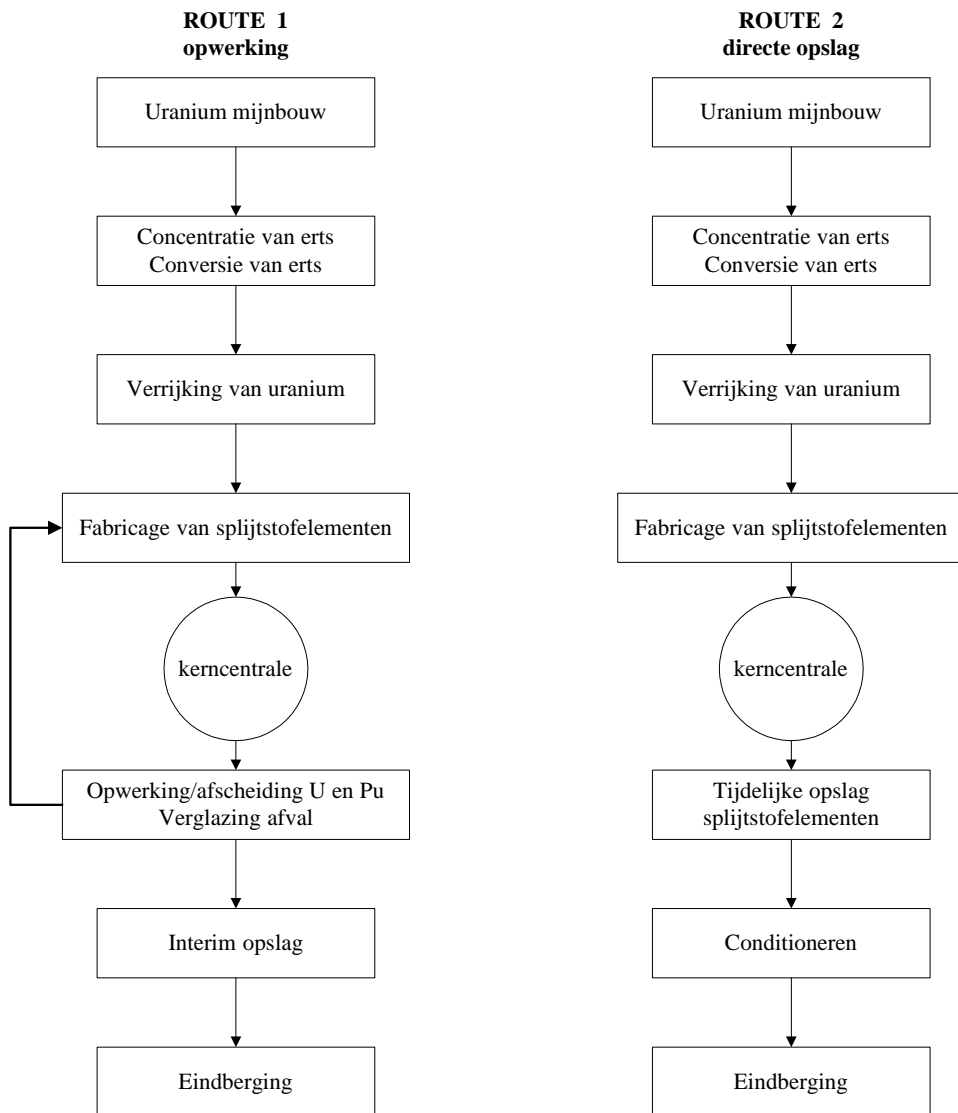 ROUTE 1
opwerking
Uranium mijnbouw
Concentratie van erts
Conversie van erts
Verrijking van uranium
Fabricage van splijtstofelementen
kerncentrale
Opwerking/afscheiding U en Pu
Verglazing afval
Interim opslag
Eindberging
ROUTE 2
directe opslag
Uranium mijnbouw
Concentratie van erts
Conversie van erts
Verrijking van uranium
Fabricage van splijtstofelementen
kerncentrale
Tijdelijke opslag
splijtstofelementen
Conditioneren
Eindberging